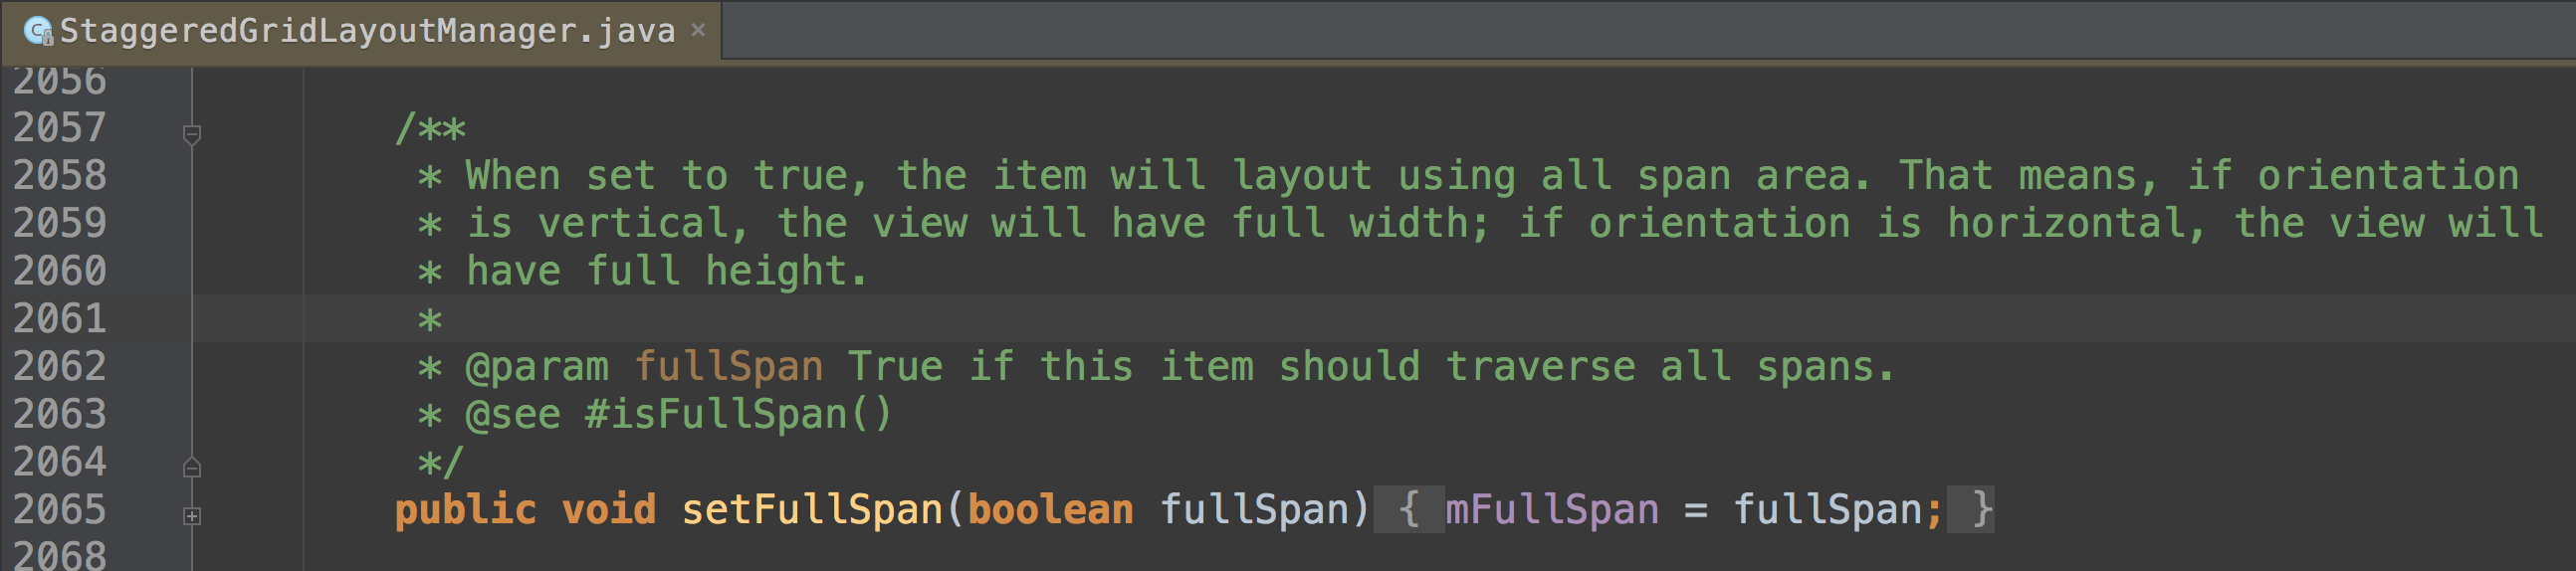 StaggeredGridLayoutManager.java ×
2056
2057 /**
2058 * When set to true, the item will layout using all span area. That means, if orientation
2059 * is vertical, the view will have full width; if orientation is horizontal, the view will
2060 * have full height.
2061 *
2062 * @param fullSpan True if this item should traverse all spans.
2063 * @see #isFullSpan()
2064 */
2065 public void setFullSpan(boolean fullSpan) { mFullSpan = fullSpan; }
2068